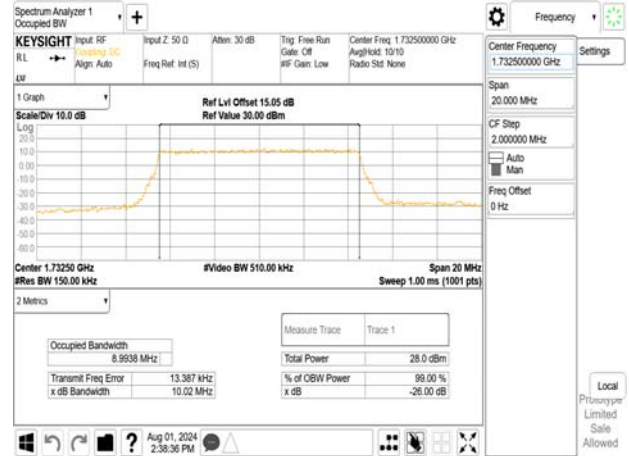 Spectrum Analyzer 1
Occupied BW
KEYSIGHT
RL
Input: RF
Coupling: DC
Align: Auto
Input Z: 50 Ω
Freq Ref: Int (S)
Atten: 30 dB
Trig: Free Run
Gate: Off
#IF Gain: Low
Center Freq: 1.732500000 GHz
Avg|Hold: 10/10
Radio Std: None
1 Graph
Scale/Div 10.0 dB
Ref Lvl Offset 15.05 dB
Ref Value 30.00 dBm
Log
20.0
10.0
0.00
-10.0
-20.0
-30.0
-40.0
-50.0
-60.0
Center 1.73250 GHz
#Video BW 510.00 kHz
Span 20 MHz
#Res BW 150.00 kHz
Sweep 1.00 ms (1001 pts)
2 Metrics
Measure Trace
Trace 1
Occupied Bandwidth
8.9938 MHz
Total Power
28.0 dBm
Transmit Freq Error
13.387 kHz
% of OBW Power
99.00 %
x dB Bandwidth
10.02 MHz
x dB
-26.00 dB
Aug 01, 2024
2:38:36 PM
?
Frequency
Center Frequency
1.732500000 GHz
Settings
Span
20.000 MHz
CF Step
2.000000 MHz
Auto
Man
Freq Offset
0 Hz
Local
Prototype
Limited
Sale
Allowed